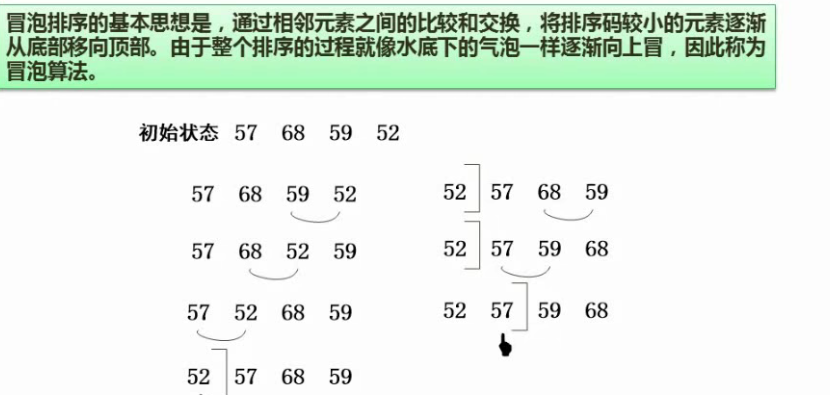 冒泡排序的基本思想是，通过相邻元素之间的比较和交换，将排序码较小的元素逐渐
从底部移向顶部。由于整个排序的过程就像水底下的气泡一样逐渐向上冒，因此称为
冒泡算法。
初始状态 57 68 59 52
57 68 59 52
57 68 52 59
57 52 68 59
52 57 68 59
52 57 68 59
52 57 59 68
52 57 59 68